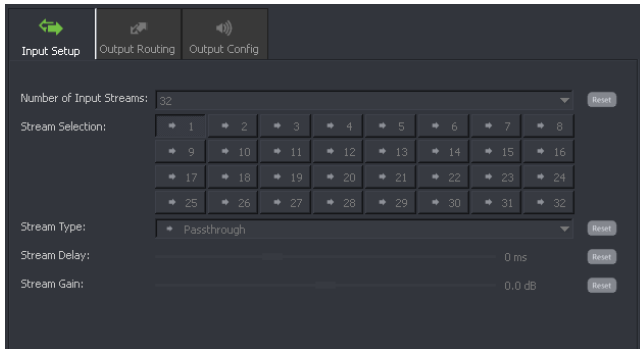 Input Setup Output Routing Output Config
Number of Input Streams: 32 Reset
Stream Selection: 1 2 3 4 5 6 7 8
9 10 11 12 13 14 15 16
17 18 19 20 21 22 23 24
25 26 27 28 29 30 31 32
Stream Type: Passthrough Reset
Stream Delay: 0 ms Reset
Stream Gain: 0.0 dB Reset